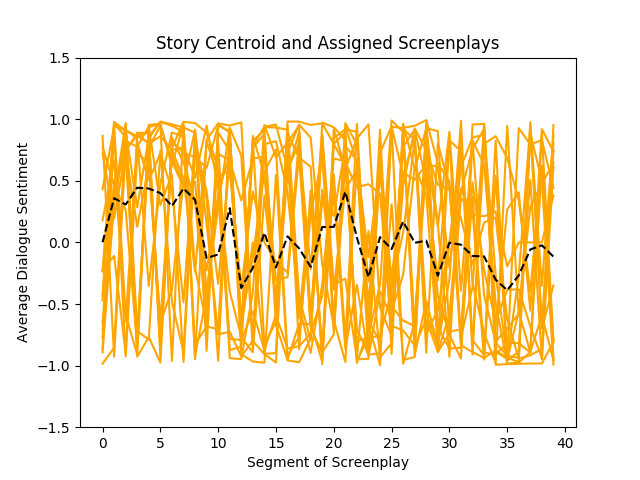 Story Centroid and Assigned Screenplays
1.5
1.0
0.5
0.0
−0.5
−1.0
−1.5
Average Dialogue Sentiment
0 5 10 15 20 25 30 35 40
Segment of Screenplay